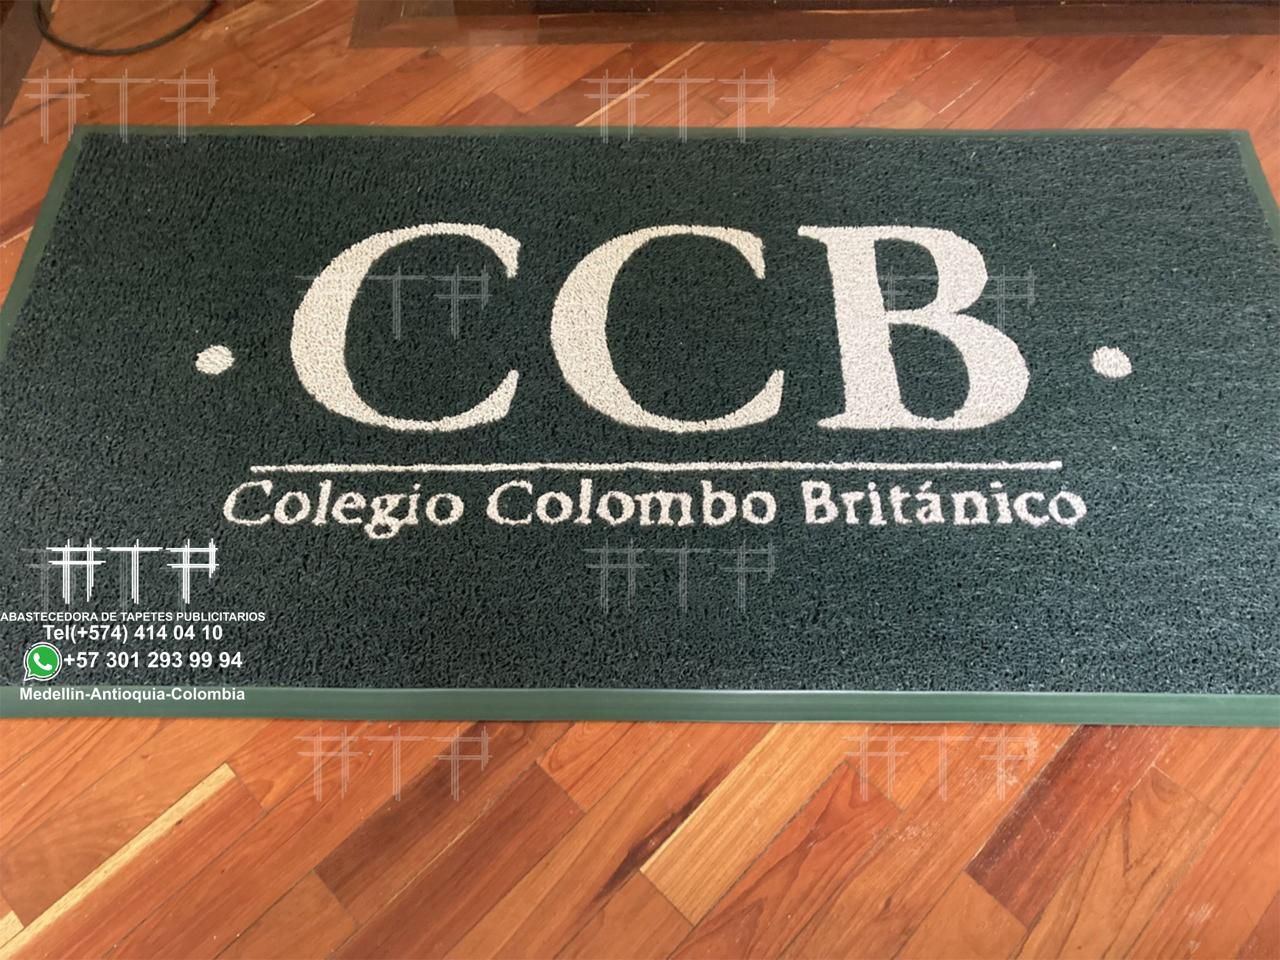 CCB
Colegio Colombo Británico
ATP
ABASTECEDORA DE TAPETES PUBLICITARIOS
Tel(+574) 414 04 10
+57 301 293 99 94
Medellin-Antioquia-Colombia